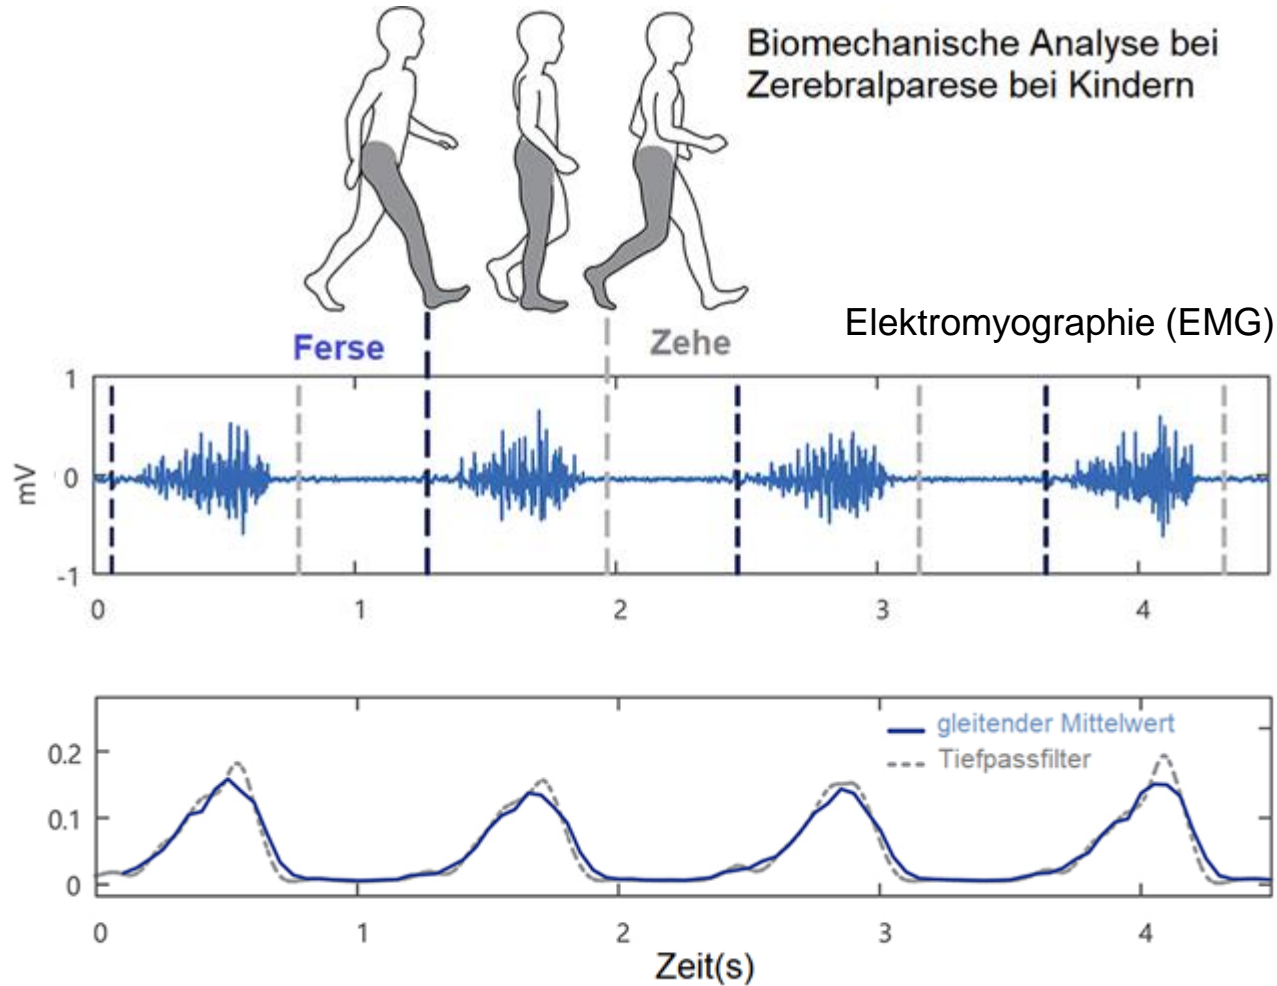 Biomechanische Analyse bei
Zerebralparese bei Kindern
Elektromyographie (EMG)
Ferse
Zehe
1
0
-1
mV
0 1 2 3 4
gleitender Mittelwert
Tiefpassfilter
0.2
0.1
0
0 1 2 3 4
Zeit(s)